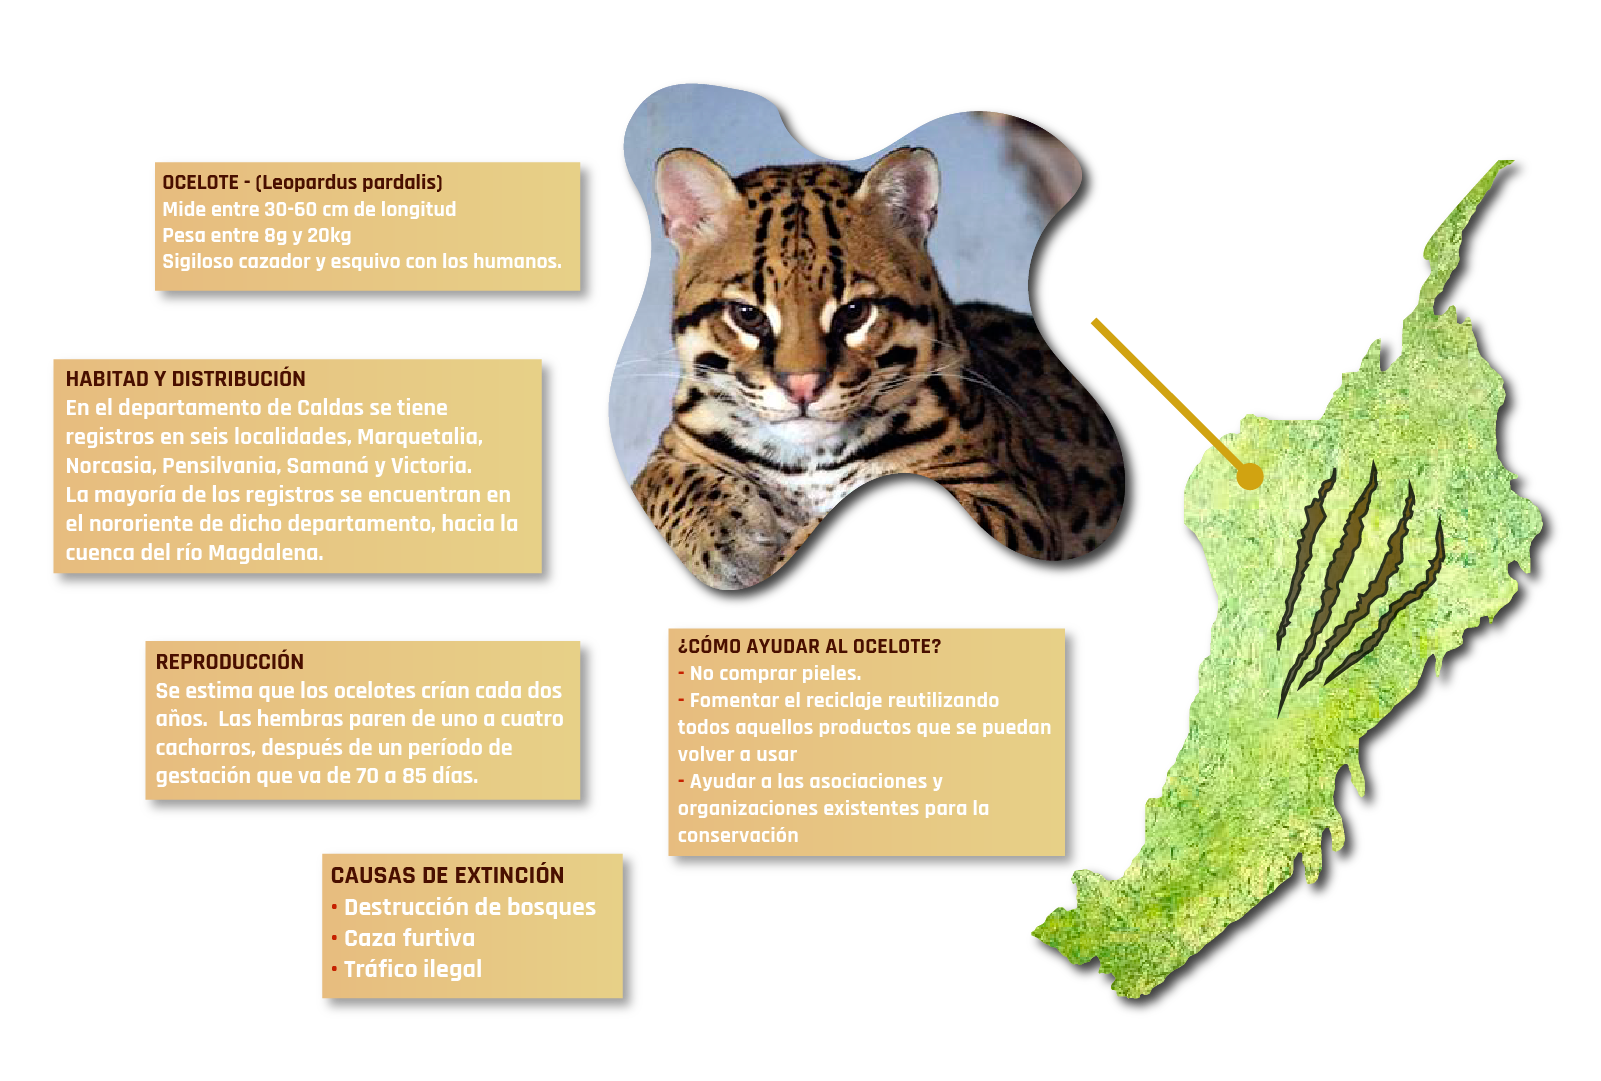 OCELOTE - (Leopardus pardalis)
Mide entre 30-60 cm de longitud
Pesa entre 8g y 20kg
Sigiloso cazador y esquivo con los humanos.
HABITAD Y DISTRIBUCIÓN
En el departamento de Caldas se tiene
registros en seis localidades, Marquetalia,
Norcasia, Pensilvania, Samaná y Victoria.
La mayoría de los registros se encuentran en
el nororiente de dicho departamento, hacia la
cuenca del río Magdalena.
REPRODUCCIÓN
Se estima que los ocelotes crían cada dos
años.  Las hembras paren de uno a cuatro
cachorros, después de un período de
gestación que va de 70 a 85 días.
¿CÓMO AYUDAR AL OCELOTE?
- No comprar pieles.
- Fomentar el reciclaje reutilizando
todos aquellos productos que se puedan
volver a usar
- Ayudar a las asociaciones y
organizaciones existentes para la
conservación
CAUSAS DE EXTINCIÓN
• Destrucción de bosques
• Caza furtiva
• Tráfico ilegal